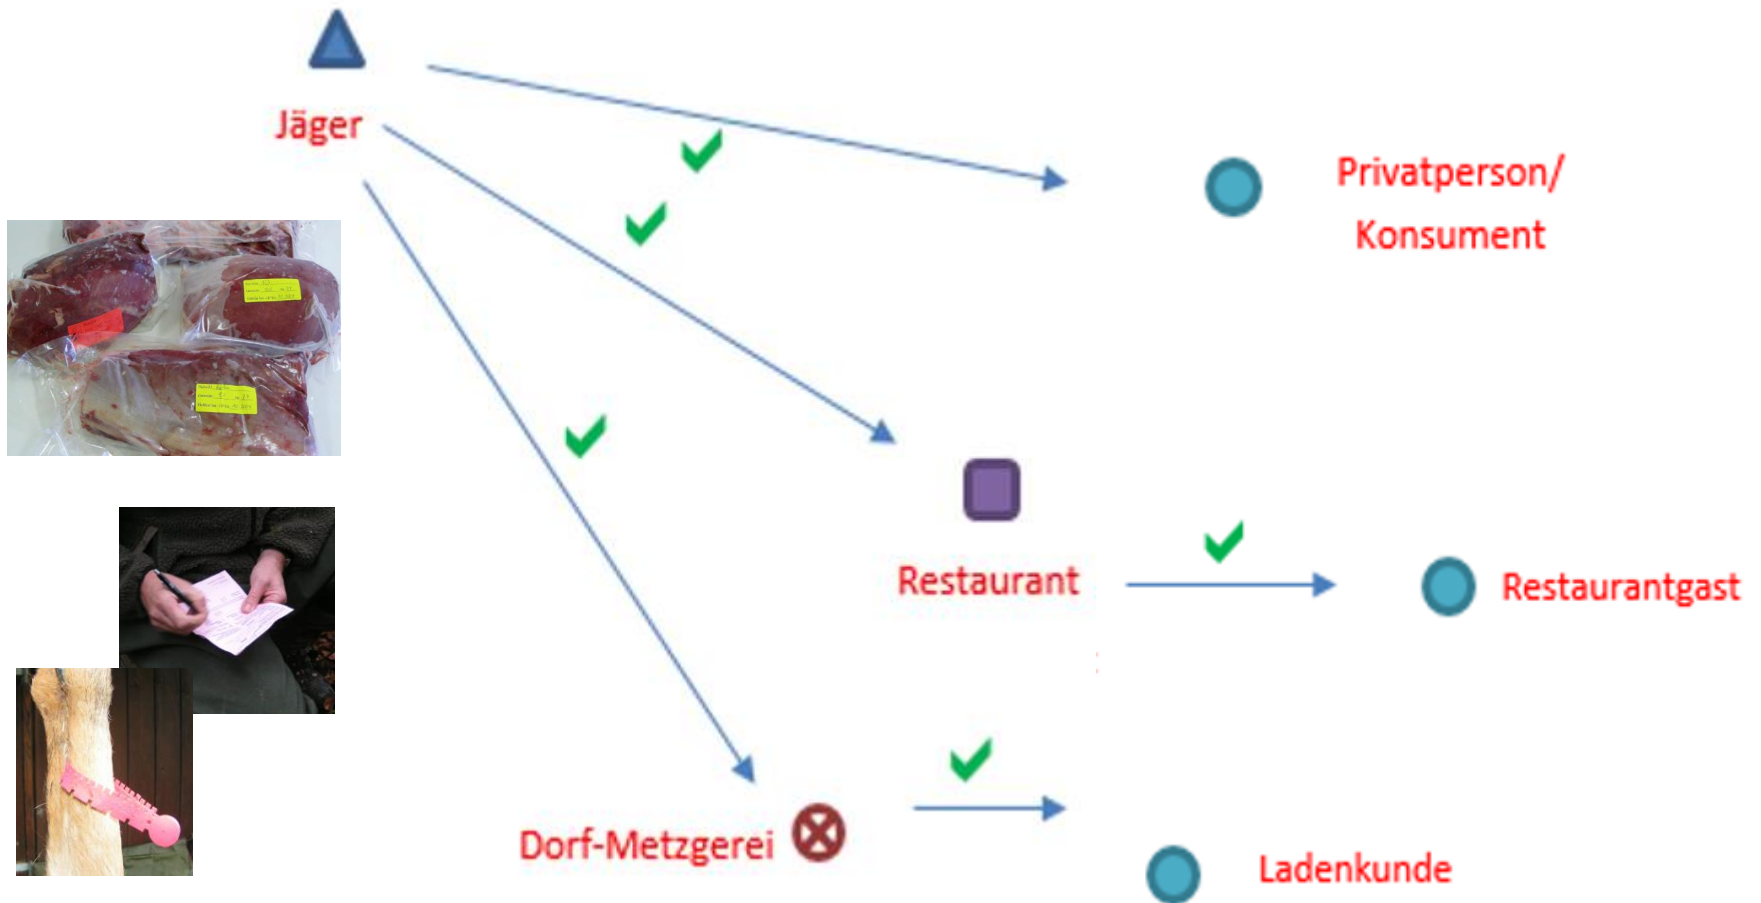 Jäger
Privatperson/
Konsument
Restaurant
Restaurantgast
Dorf-Metzgerei
Ladenkunde